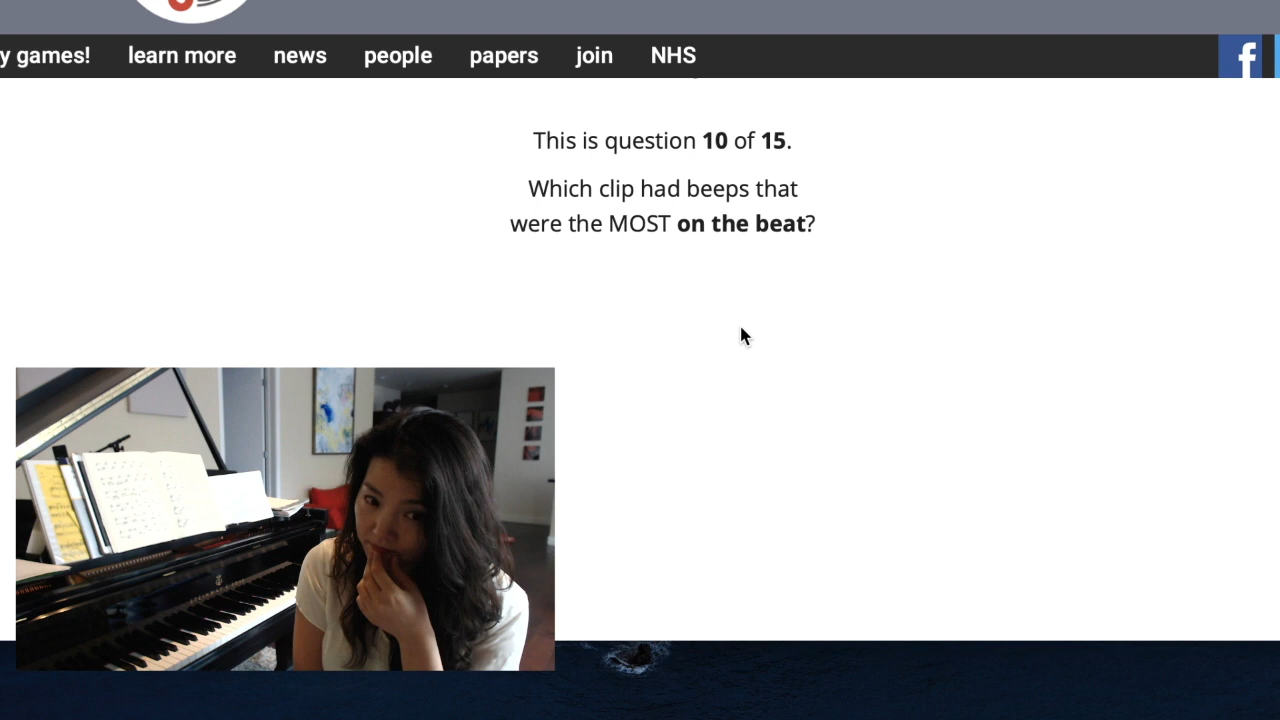 y games! learn more news people papers join NHS
This is question 10 of 15.
Which clip had beeps that
were the MOST on the beat?